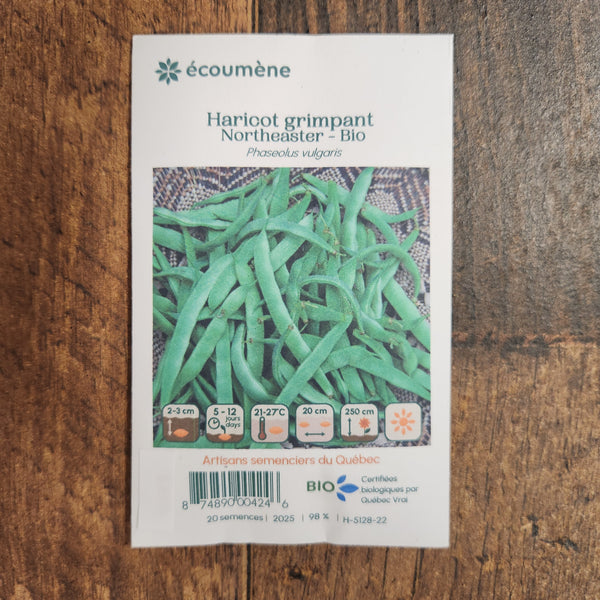 écoumène
Haricot grimpant
Northeaster - Bio
Phaseolus vulgaris
2-3 cm
5 - 12
jours
days
21-27°C
20 cm
250 cm
Artisans semenciers du Québec
8 74890 00424 6
BIO
Certifiées
biologiques par
Québec Vrai
20 semences | 2025 | 98 % | H-5128-22